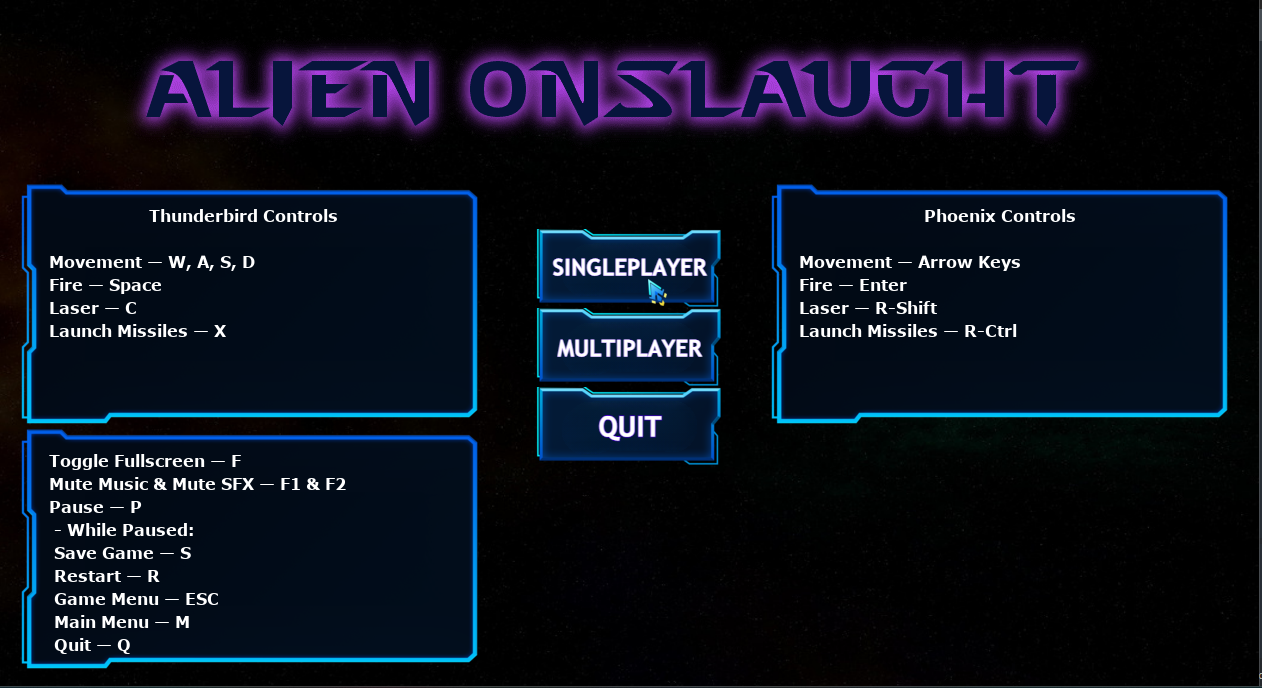 ALIEN ONSLAUGHT
Thunderbird Controls
Movement — W, A, S, D
Fire — Space
Laser — C
Launch Missiles — X
Toggle Fullscreen — F
Mute Music & Mute SFX — F1 & F2
Pause — P
- While Paused:
Save Game — S
Restart — R
Game Menu — ESC
Main Menu — M
Quit — Q
SINGLEPLAYER
MULTIPLAYER
QUIT
Phoenix Controls
Movement — Arrow Keys
Fire — Enter
Laser — R-Shift
Launch Missiles — R-Ctrl